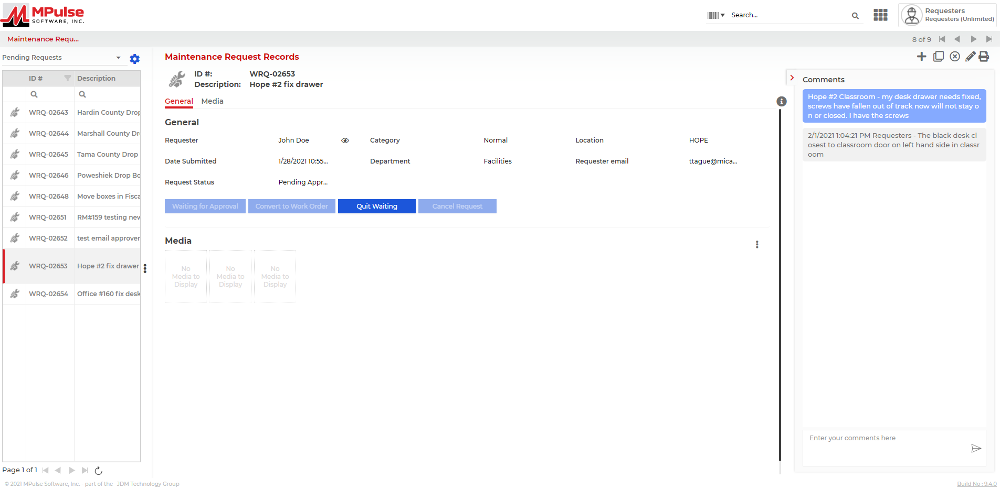 MPulse
SOFTWARE, INC.
Search...
Requesters
Requesters (Unlimited)
Maintenance Requ...
8 of 9
Pending Requests
ID #
Description
WRQ-02643
Hardin County Drop
WRQ-02644
Marshall County Dr
WRQ-02645
Tama County Drop
WRQ-02646
Poweshiek Drop Bo
WRQ-02648
Move boxes in Fisca
WRQ-02651
RM#159 testing new
WRQ-02652
test email approver
WRQ-02653
Hope #2 fix drawer
WRQ-02654
Office #160 fix desk
Page 1 of 1
Maintenance Request Records
ID #:
WRQ-02653
Description:
Hope #2 fix drawer
General
Media
General
Requester
John Doe
Category
Normal
Location
HOPE
Date Submitted
1/28/2021 10:55...
Department
Facilities
Requester email
ttague@mica...
Request Status
Pending Appr...
Waiting for Approval
Convert to Work Order
Quit Waiting
Cancel Request
Media
No
Media to
Display
No
Media to
Display
No
Media to
Display
Comments
Hope #2 Classroom - my desk drawer needs fixed,
screws have fallen out of track now will not stay o
n or closed. I have the screws
2/1/2021 1:04:21 PM Requesters - The black desk cl
osest to classroom door on left hand side in classr
oom
Enter your comments here
© 2021 MPulse Software, Inc. - part of the JDM Technology Group
Build No : 9.4.0